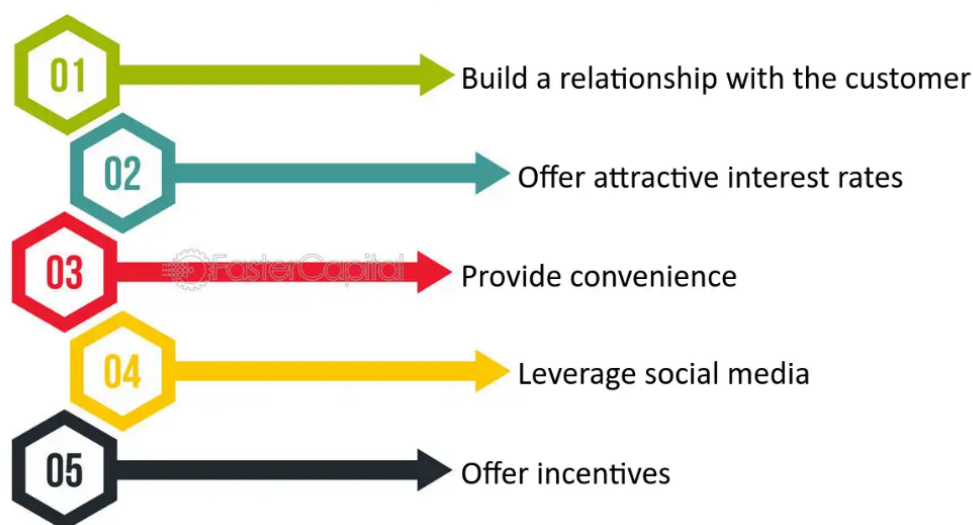 01
Build a relationship with the customer
02
Offer attractive interest rates
03
FasterCapital
Provide convenience
04
Leverage social media
05
Offer incentives